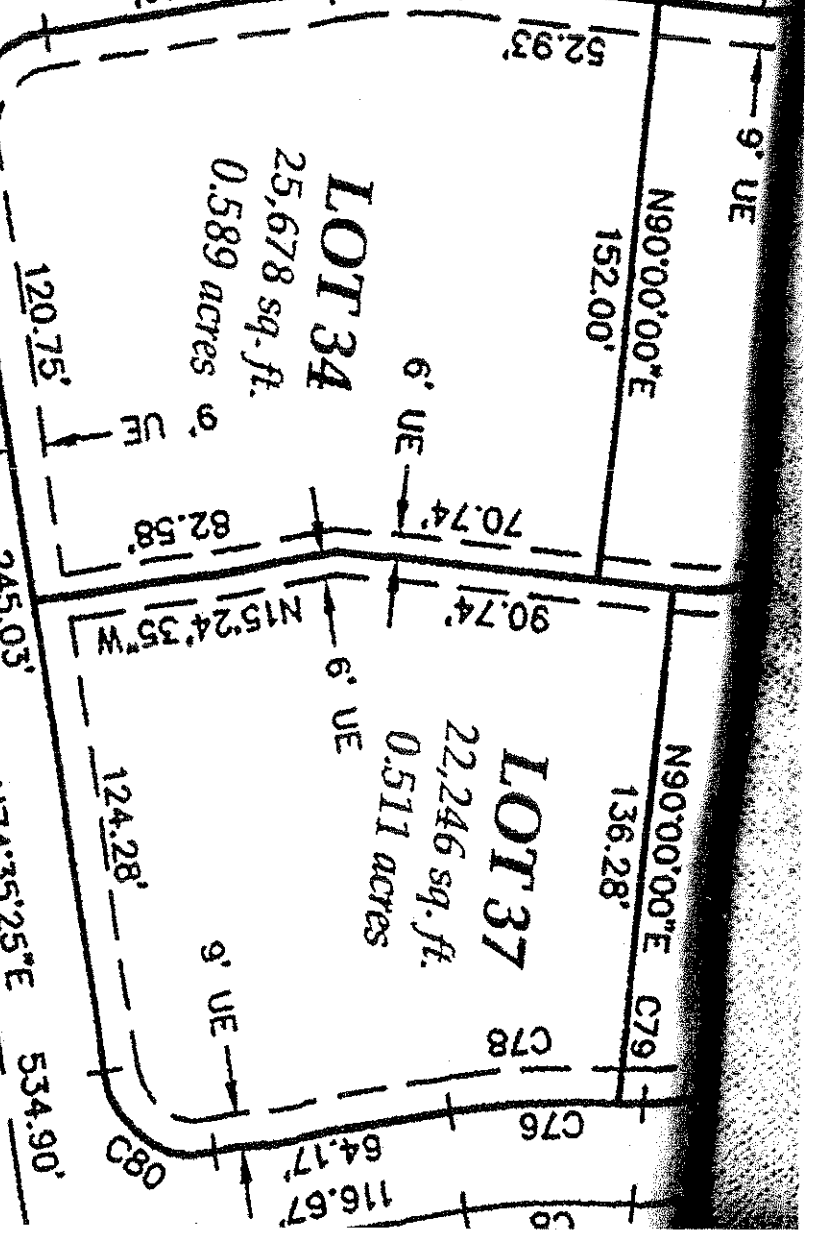 52.93'
9' UE
N90°00'00"E
152.00'
LOT 34
25,678 sq. ft.
0.589 acres
120.75'
9' UE
6' UE
82.58'
70.74'
245.03'
N15°24'35"W
90.74'
6' UE
N90°00'00"E
136.28'
LOT 37
22,246 sq. ft.
0.511 acres
124.28'
9' UE
C78
C79
534.90'
C80
64.17'
C76
116.67'